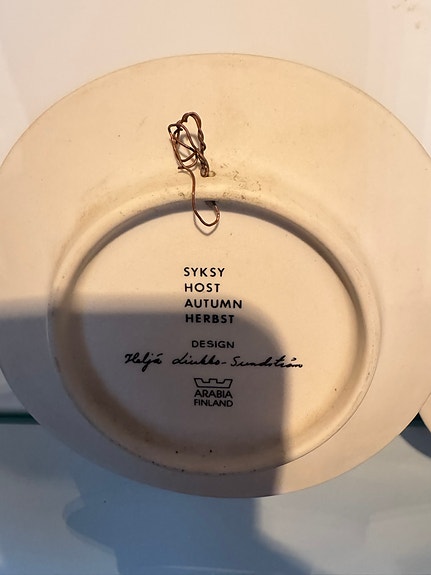 SYKSY
HOST
AUTUMN
HERBST
DESIGN
Heljä Liukko-Sundström
ARABIA
FINLAND